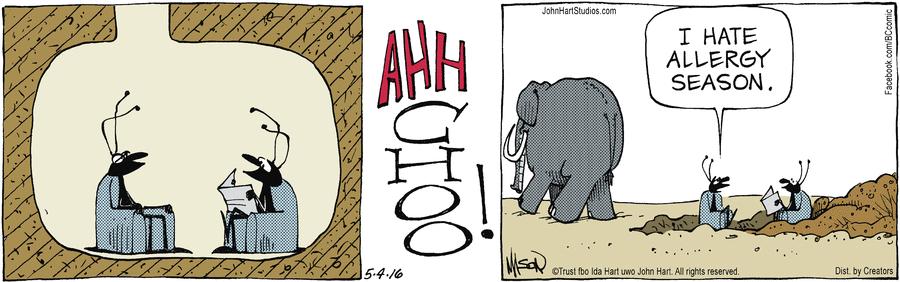 AHH
CHOO!
5-4-16
JohnHartStudios.com
I HATE
ALLERGY
SEASON.
Facebook.com/BCcomic
MASON
©Trust fbo Ida Hart uwo John Hart. All rights reserved.
Dist. by Creators